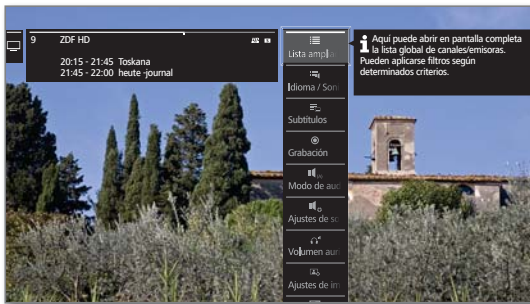 9 ZDF HD
20:15 - 21:45 Toskana
21:45 - 22:00 heute -journal
Lista ampl
Idioma / Son
Subtítulos
Grabación
Modo de aud
Ajustes de so
Volumen auri
Ajustes de im
Aquí puede abrir en pantalla completa
la lista global de canales/emisoras.
Pueden aplicarse filtros según
determinados criterios.